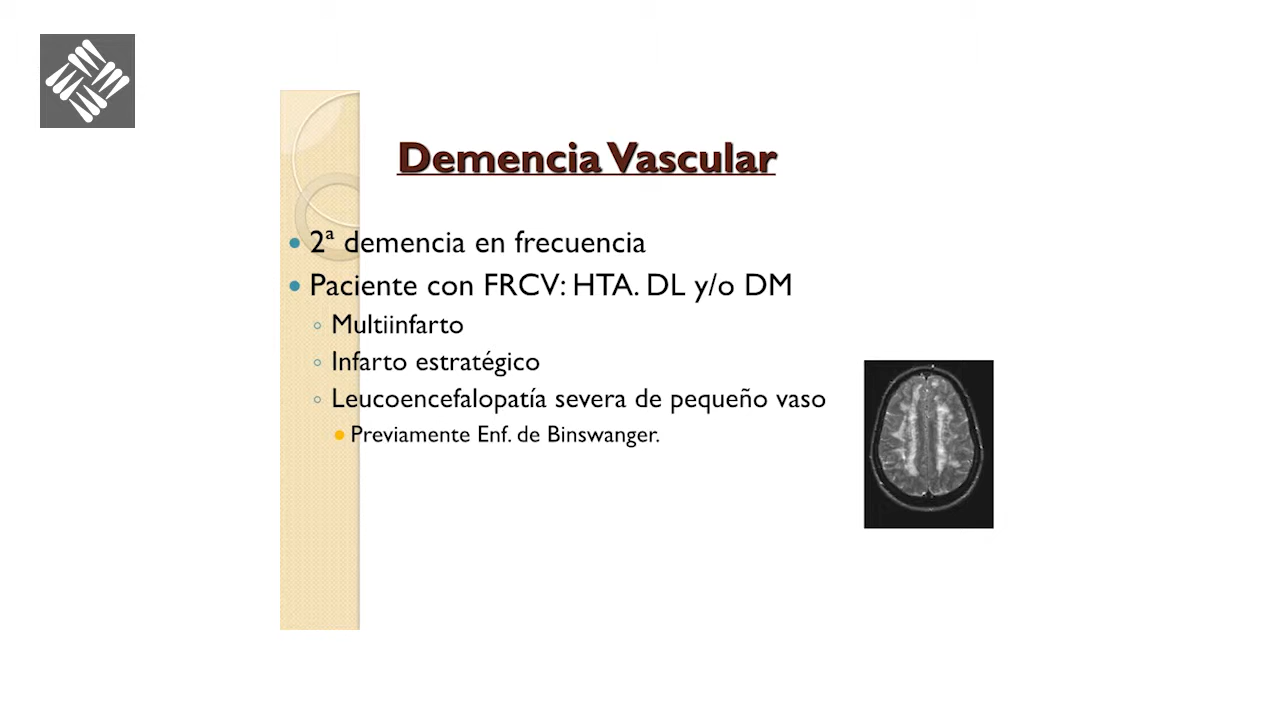 Demencia Vascular
2ª demencia en frecuencia
Paciente con FRCV: HTA. DL y/o DM
Multiinfarto
Infarto estratégico
Leucoencefalopatía severa de pequeño vaso
Previamente Enf. de Binswanger.